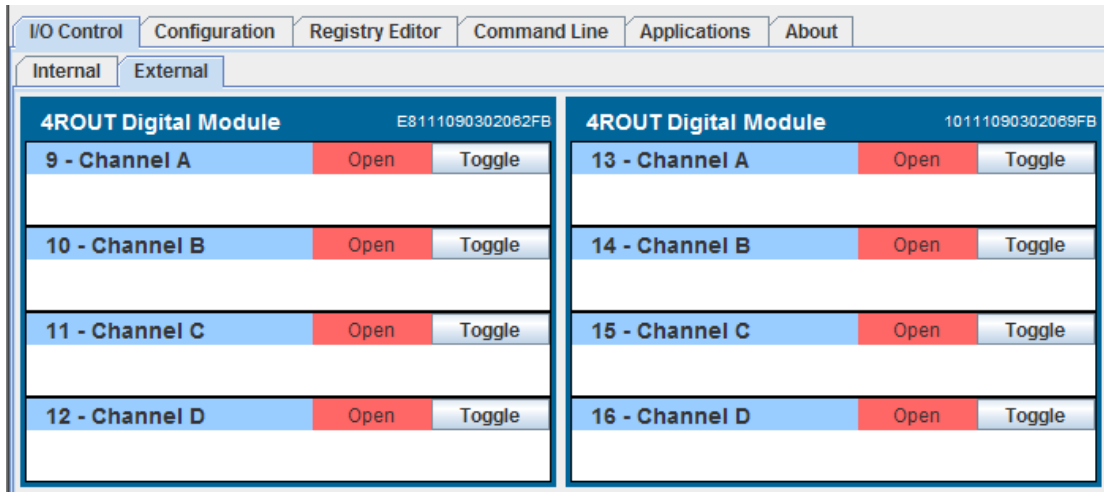 I/O Control Configuration Registry Editor Command Line Applications About
Internal External
4ROUT Digital Module E8111090302062FB
9 - Channel A Open Toggle
10 - Channel B Open Toggle
11 - Channel C Open Toggle
12 - Channel D Open Toggle
4ROUT Digital Module 10111090302069FB
13 - Channel A Open Toggle
14 - Channel B Open Toggle
15 - Channel C Open Toggle
16 - Channel D Open Toggle